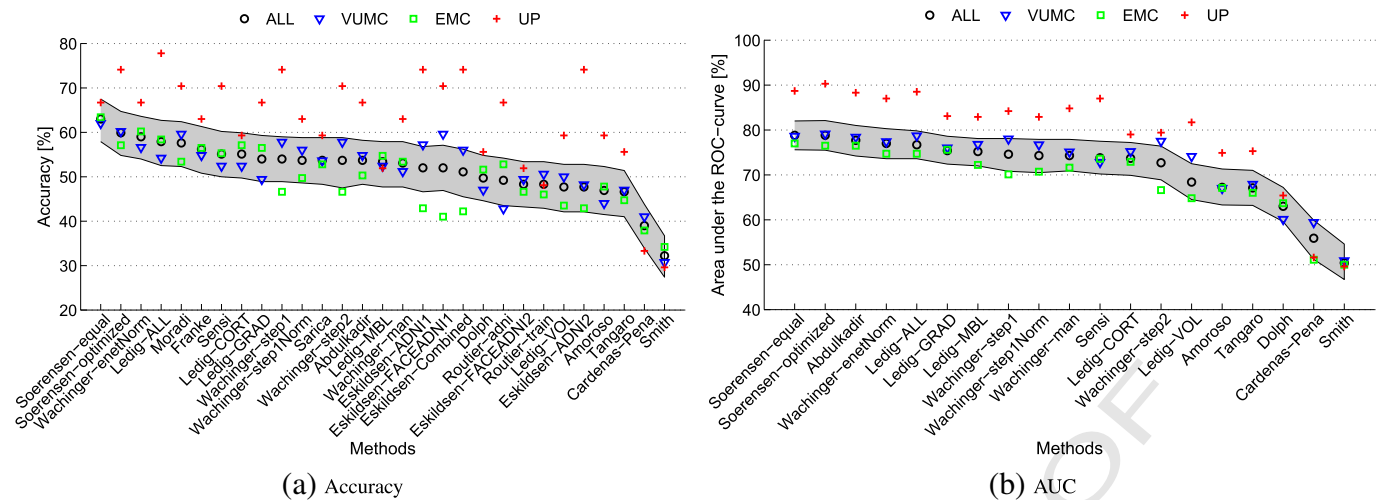 ALL VUMC EMC UP
Accuracy [%]
80
70
60
50
40
30
20
Soerensen-equal
Soerensen-optimized
Wachinger-enetNorm
Ledig-ALL
Moradi
Franke
Sensi
Ledig-CORT
Ledig-GRAD
Wachinger-step1
Wachinger-step1Norm
Sarica
Wachinger-step2
Abdulkadir
Ledig-MBL
Wachinger-man
Eskildsen-ADNI1
Eskildsen-FACEADNI1
Eskildsen-Combined
Dolph
Routier-adni
Eskildsen-FACEADNI2
Routier-train
Ledig-VOL
Eskildsen-ADNI2
Amoroso
Tangaro
Cardenas-Pena
Smith
Methods
(a) Accuracy
ALL VUMC EMC UP
Area under the ROC-curve [%]
100
90
80
70
60
50
40
Soerensen-equal
Soerensen-optimized
Abdulkadir
Wachinger-enetNorm
Ledig-ALL
Ledig-GRAD
Ledig-MBL
Wachinger-step1
Wachinger-step1Norm
Wachinger-man
Sensi
Ledig-CORT
Wachinger-step2
Ledig-VOL
Amoroso
Tangaro
Dolph
Cardenas-Pena
Smith
Methods
(b) AUC
OF